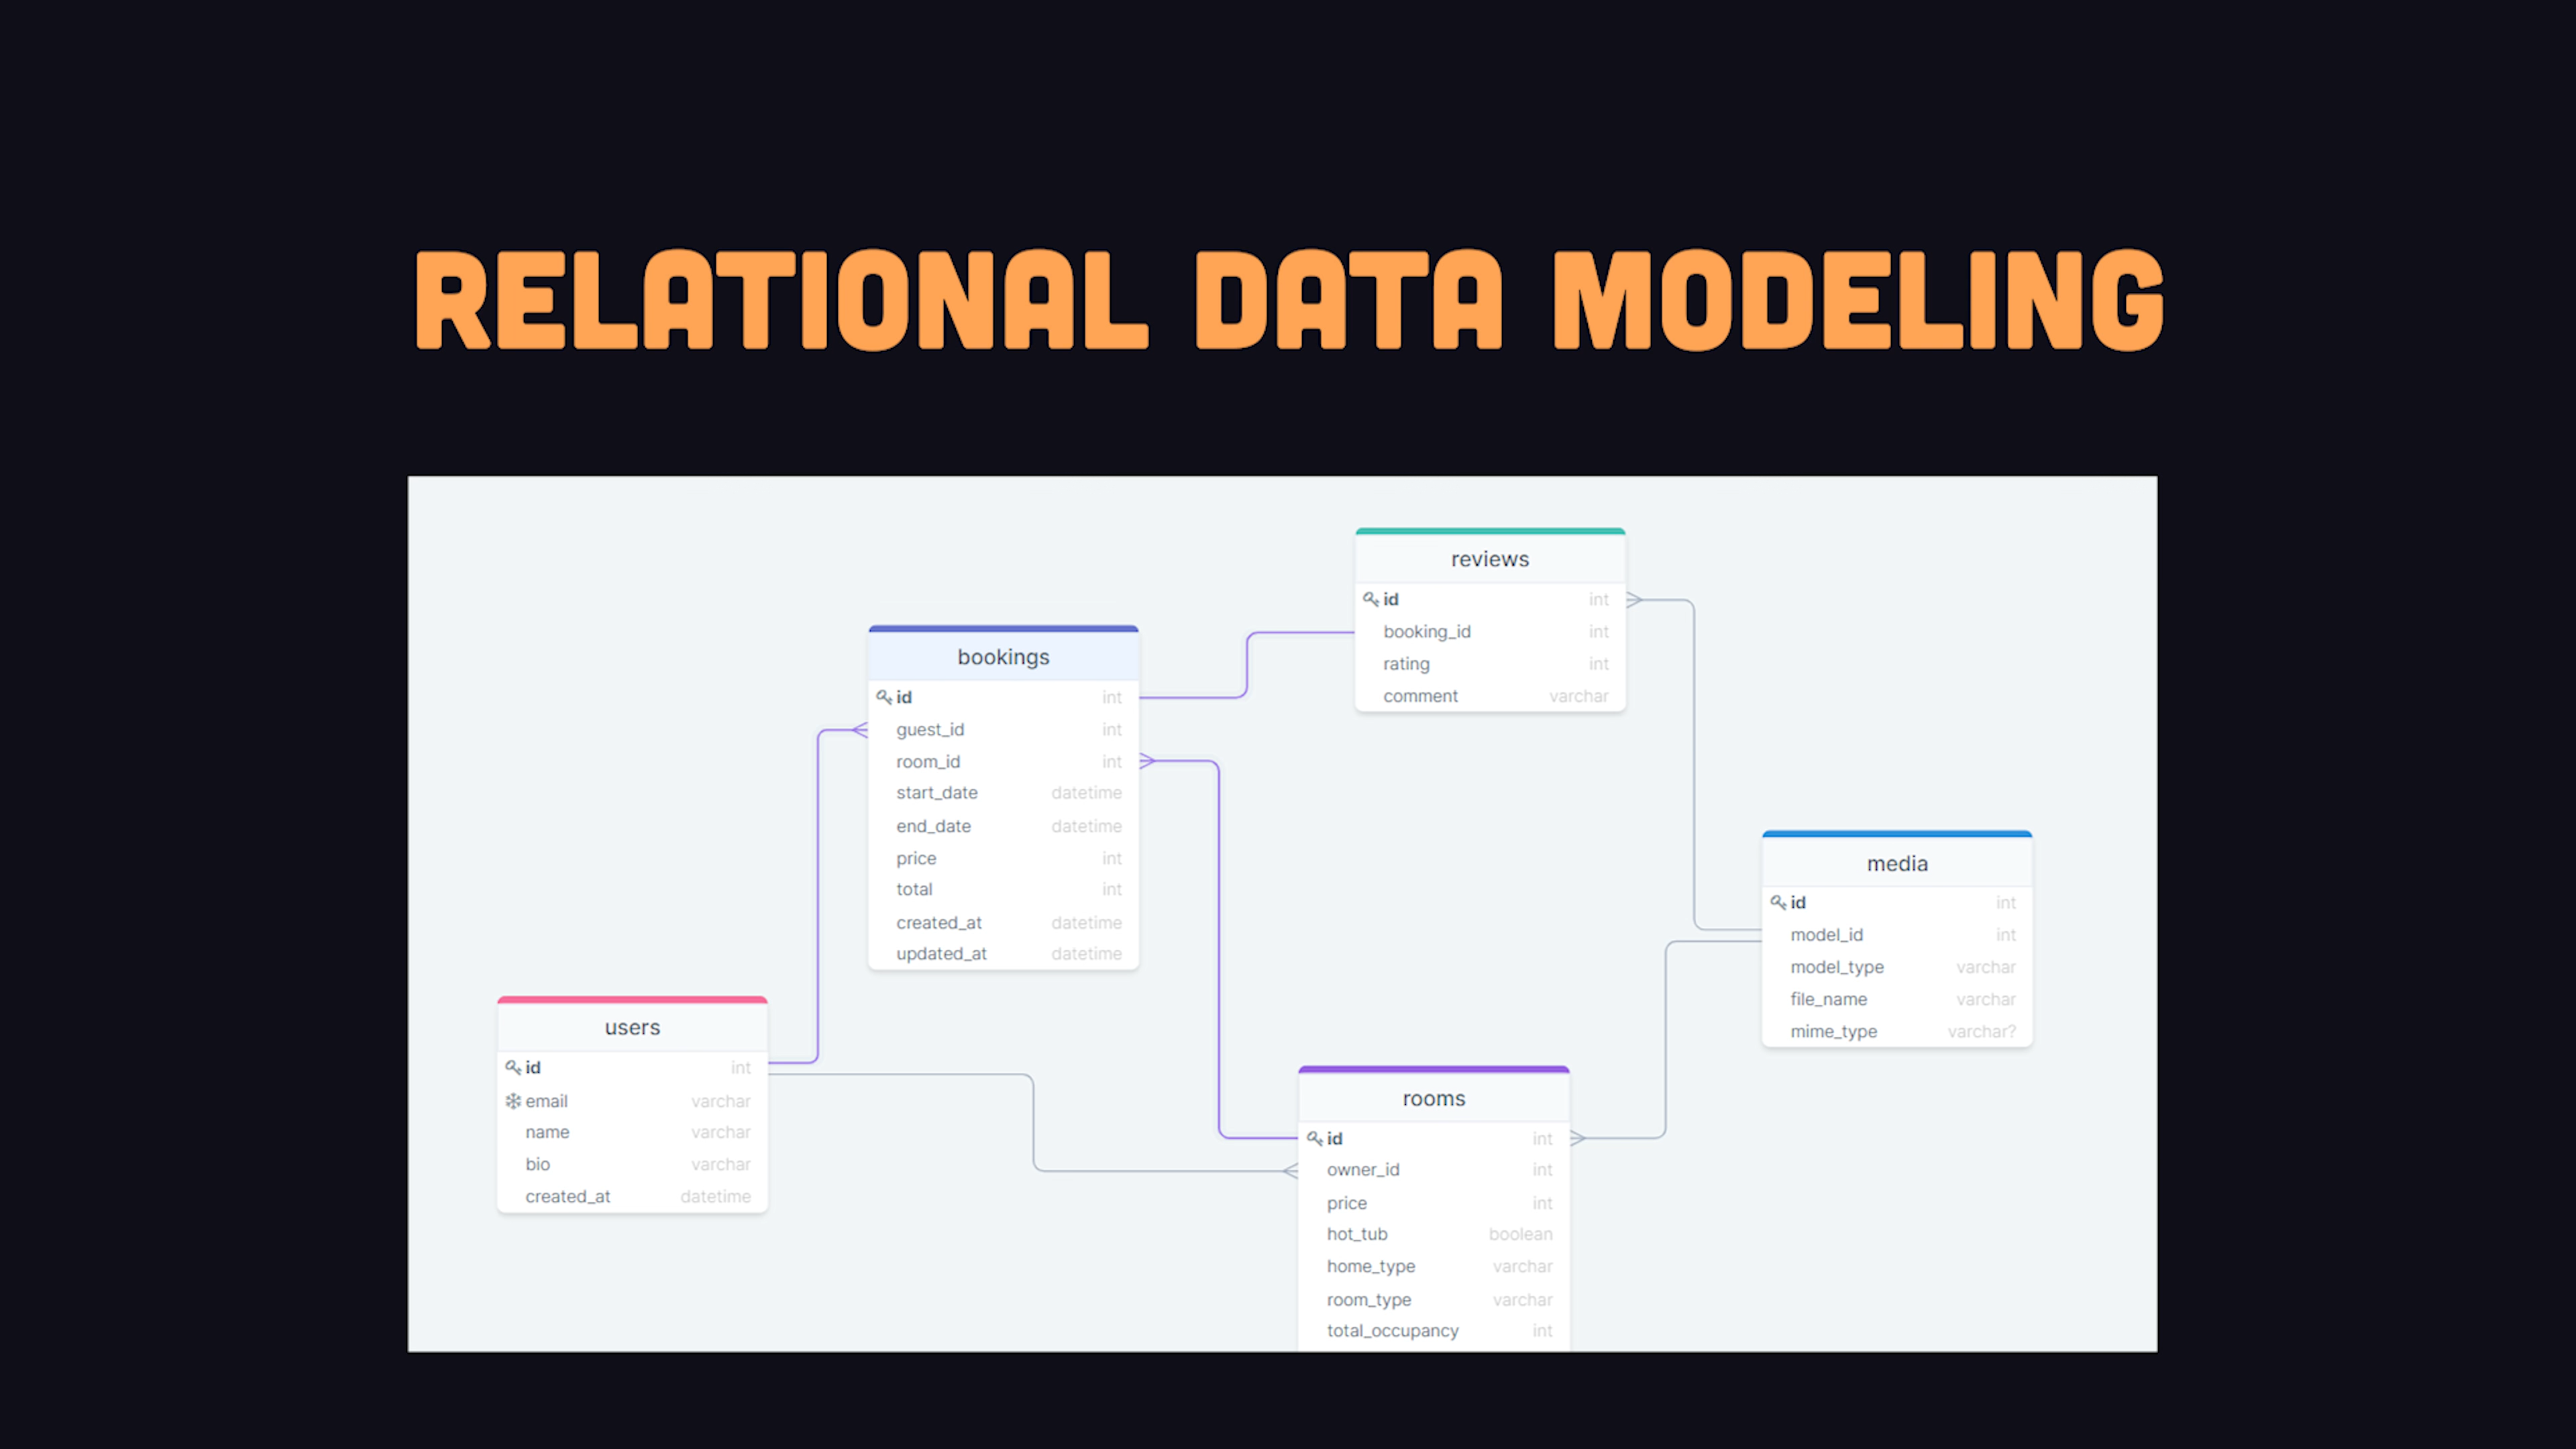 RELATIONAL DATA MODELING
reviews
id int
booking_id int
rating int
comment varchar
bookings
id int
guest_id int
room_id int
start_date datetime
end_date datetime
price int
total int
created_at datetime
updated_at datetime
media
id int
model_id int
model_type varchar
file_name varchar
mime_type varchar?
users
id int
email varchar
name varchar
bio varchar
created_at datetime
rooms
id int
owner_id int
price int
hot_tub boolean
home_type varchar
room_type varchar
total_occupancy int